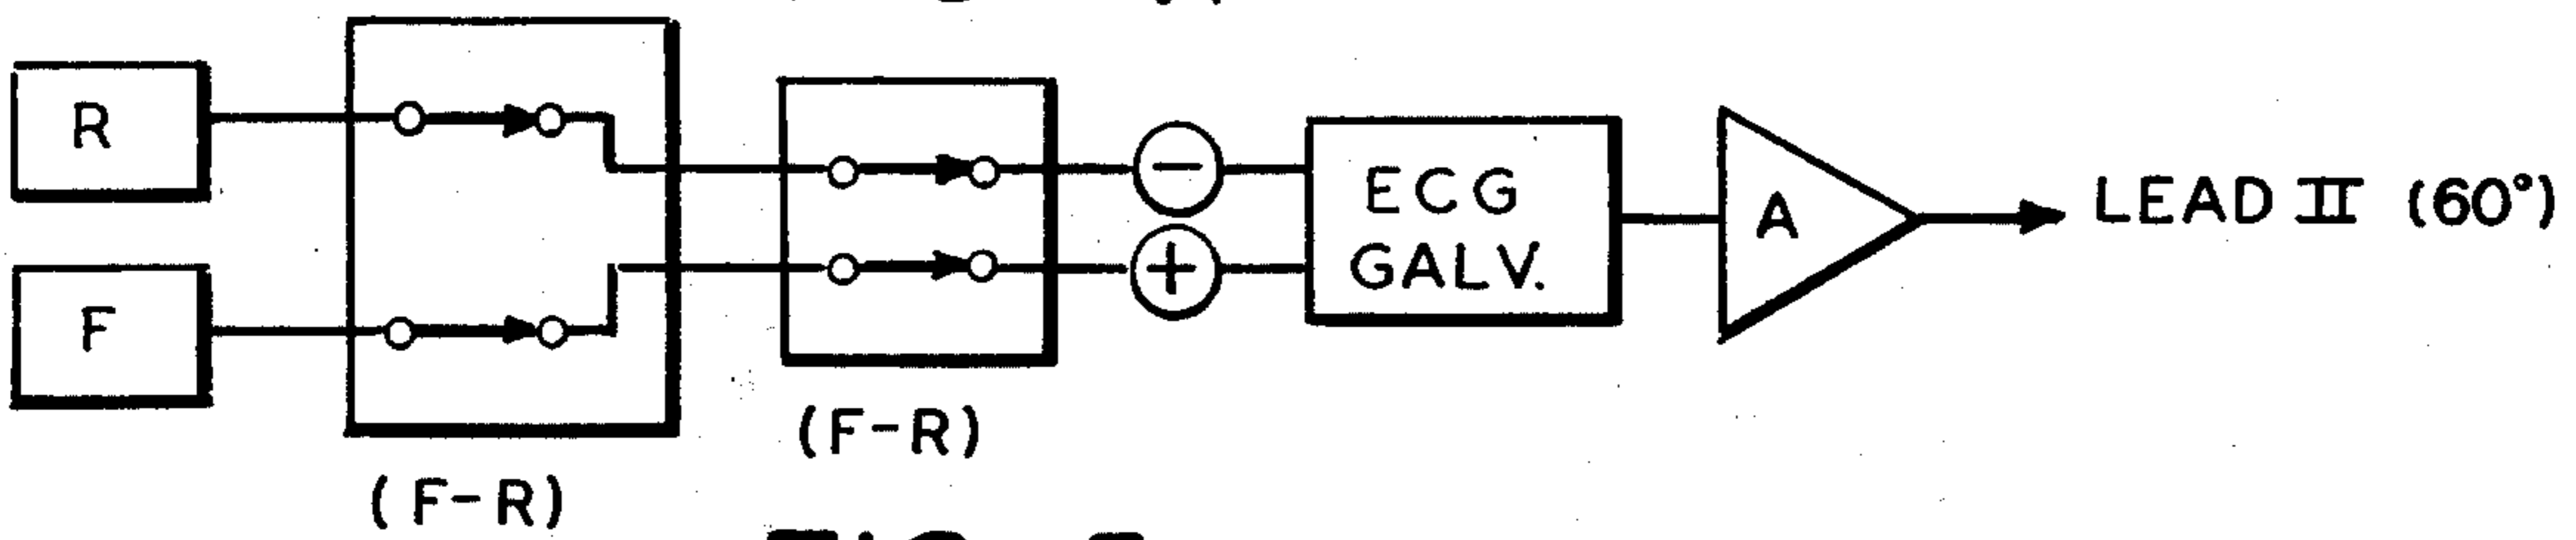 R
F
(F-R)
(F-R)
−
+
ECG
GALV.
A
LEAD II (60°)